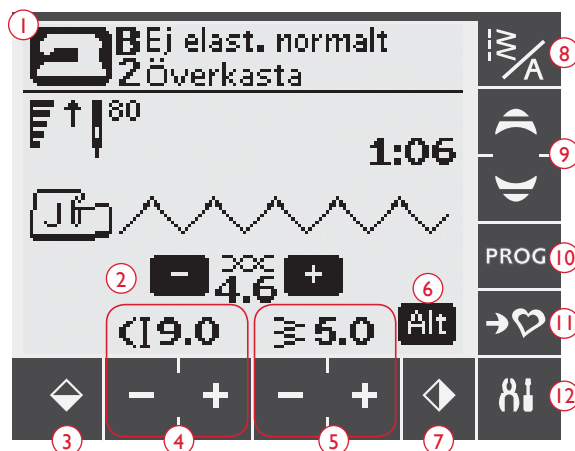 1
B Ej elast. normalt
2 Överkasta
80
1:06
J
2
− 4.6 +
6
9.0
5.0
Alt
− +
− +
3
4
5
7
A
8
9
PROG
10
11
12